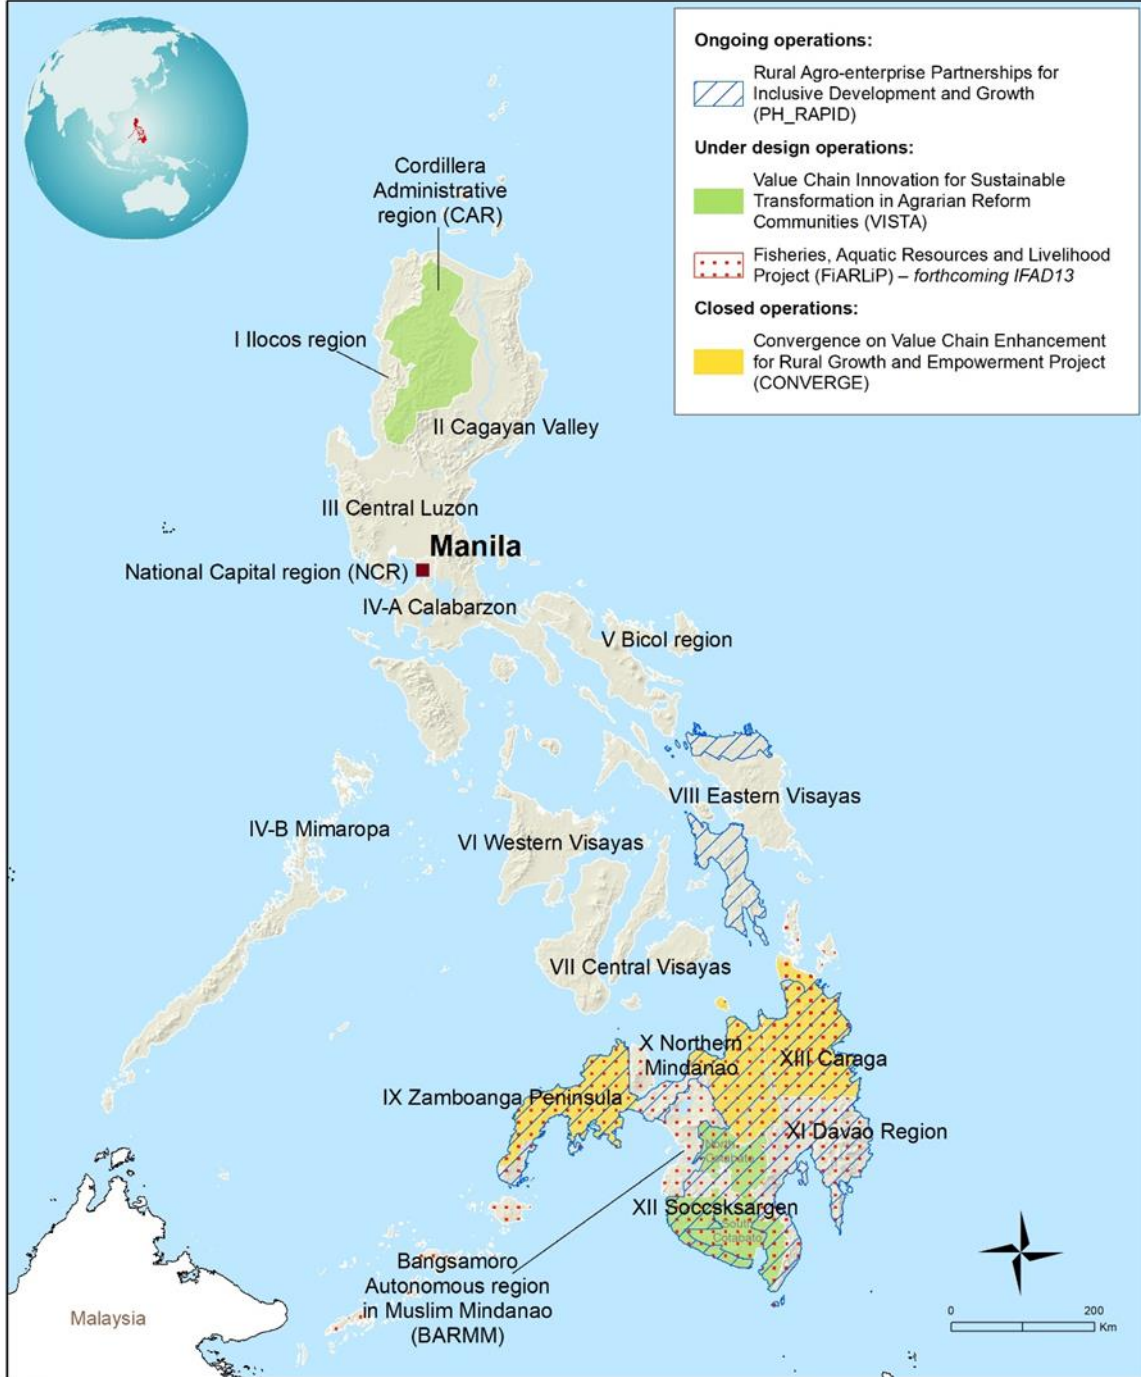 Ongoing operations:
Rural Agro-enterprise Partnerships for
Inclusive Development and Growth
(PH_RAPID)
Under design operations:
Value Chain Innovation for Sustainable
Transformation in Agrarian Reform
Communities (VISTA)
Fisheries, Aquatic Resources and Livelihood
Project (FiARLiP) – forthcoming IFAD13
Closed operations:
Convergence on Value Chain Enhancement
for Rural Growth and Empowerment Project
(CONVERGE)
Cordillera
Administrative
region (CAR)
I Ilocos region
II Cagayan Valley
III Central Luzon
Manila
National Capital region (NCR)
IV-A Calabarzon
V Bicol region
VIII Eastern Visayas
IV-B Mimaropa
VI Western Visayas
VII Central Visayas
X Northern
Mindanao
XIII Caraga
IX Zamboanga Peninsula
XI Davao Region
North
Cotabato
XII Soccsksargen
South
Cotabato
Bangsamoro
Autonomous region
in Muslim Mindanao
(BARMM)
Malaysia
0 200
Km